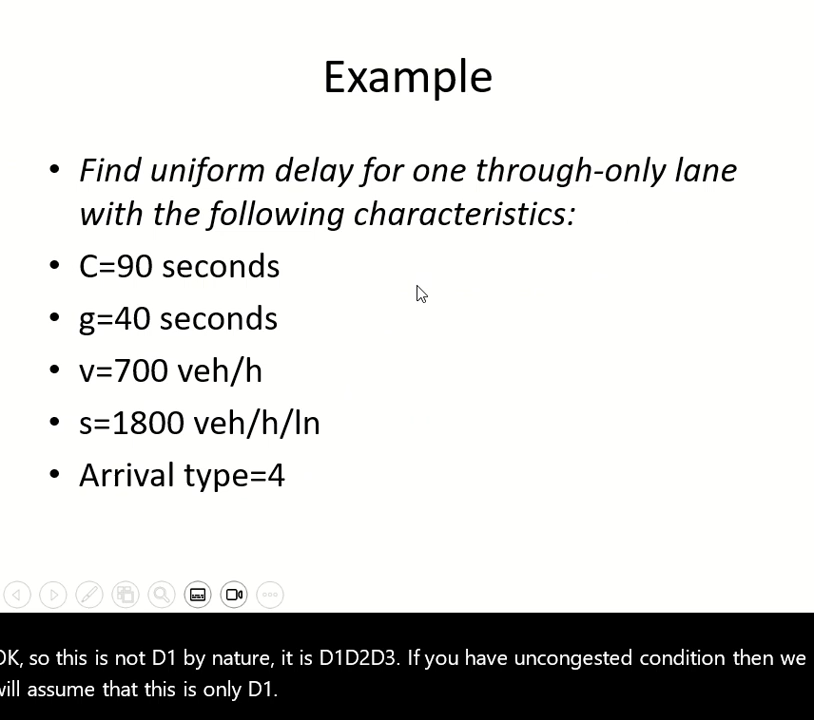 Example
• Find uniform delay for one through-only lane
with the following characteristics:
• C=90 seconds
• g=40 seconds
• v=700 veh/h
• s=1800 veh/h/ln
• Arrival type=4
OK, so this is not D1 by nature, it is D1D2D3. If you have uncongested condition then we
will assume that this is only D1.